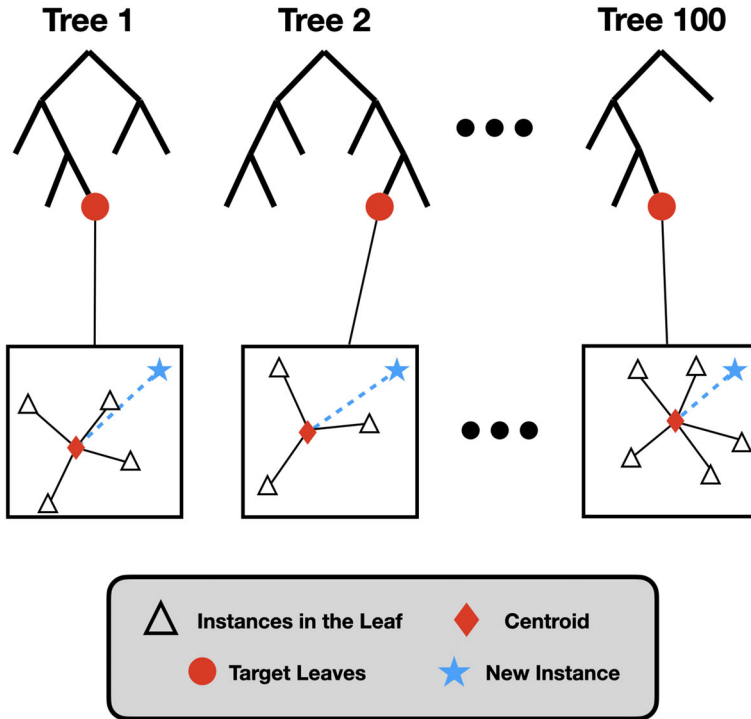 Tree 1
Tree 2
Tree 100
Instances in the Leaf
Centroid
Target Leaves
New Instance